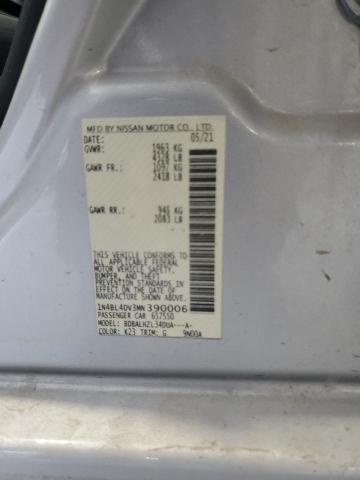 MFD BY NISSAN MOTOR CO., LTD.
DATE: 05/21
GVWR: 1963 KG
4328 LB
GAWR FR: 1097 KG
2418 LB
GAWR RR: 945 KG
2083 LB
THIS VEHICLE CONFORMS TO
ALL APPLICABLE FEDERAL
MOTOR VEHICLE SAFETY,
BUMPER, AND THEFT
PREVENTION STANDARDS IN
EFFECT ON THE DATE OF
MANUFACTURE SHOWN ABOVE.
1N4BL4DV3MN390006
PASSENGER CAR 657550
MODEL: BDBALHZL34DUA---A-
COLOR: K23 TRIM: G 9N00A